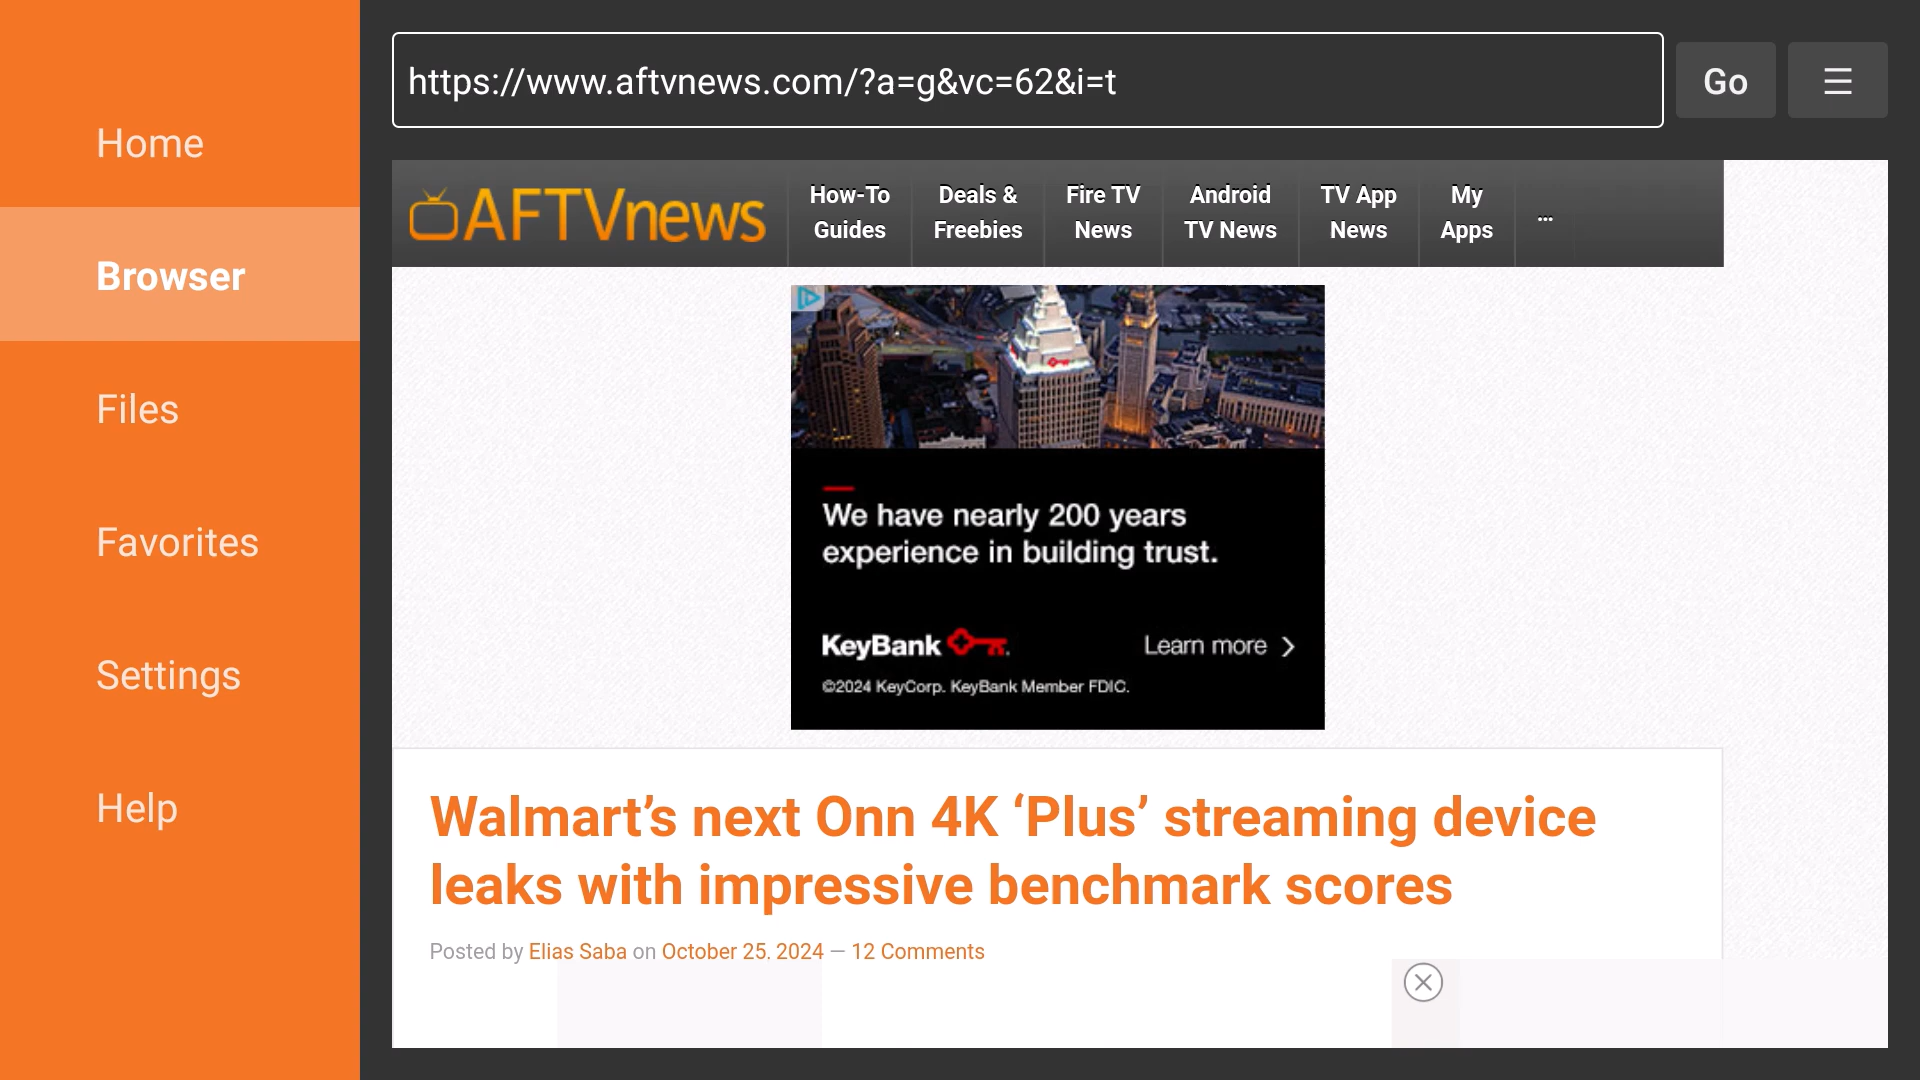 Home
Browser
Files
Favorites
Settings
Help
https://www.aftvnews.com/?a=g&vc=62&i=t
Go
☰
AFTVnews
How-To
Guides
Deals &
Freebies
Fire TV
News
Android
TV News
TV App
News
My
Apps
...
We have nearly 200 years
experience in building trust.
KeyBank
Learn more >
©2024 KeyCorp. KeyBank Member FDIC.
Walmart’s next Onn 4K ‘Plus’ streaming device
leaks with impressive benchmark scores
Posted by Elias Saba on October 25. 2024 — 12 Comments